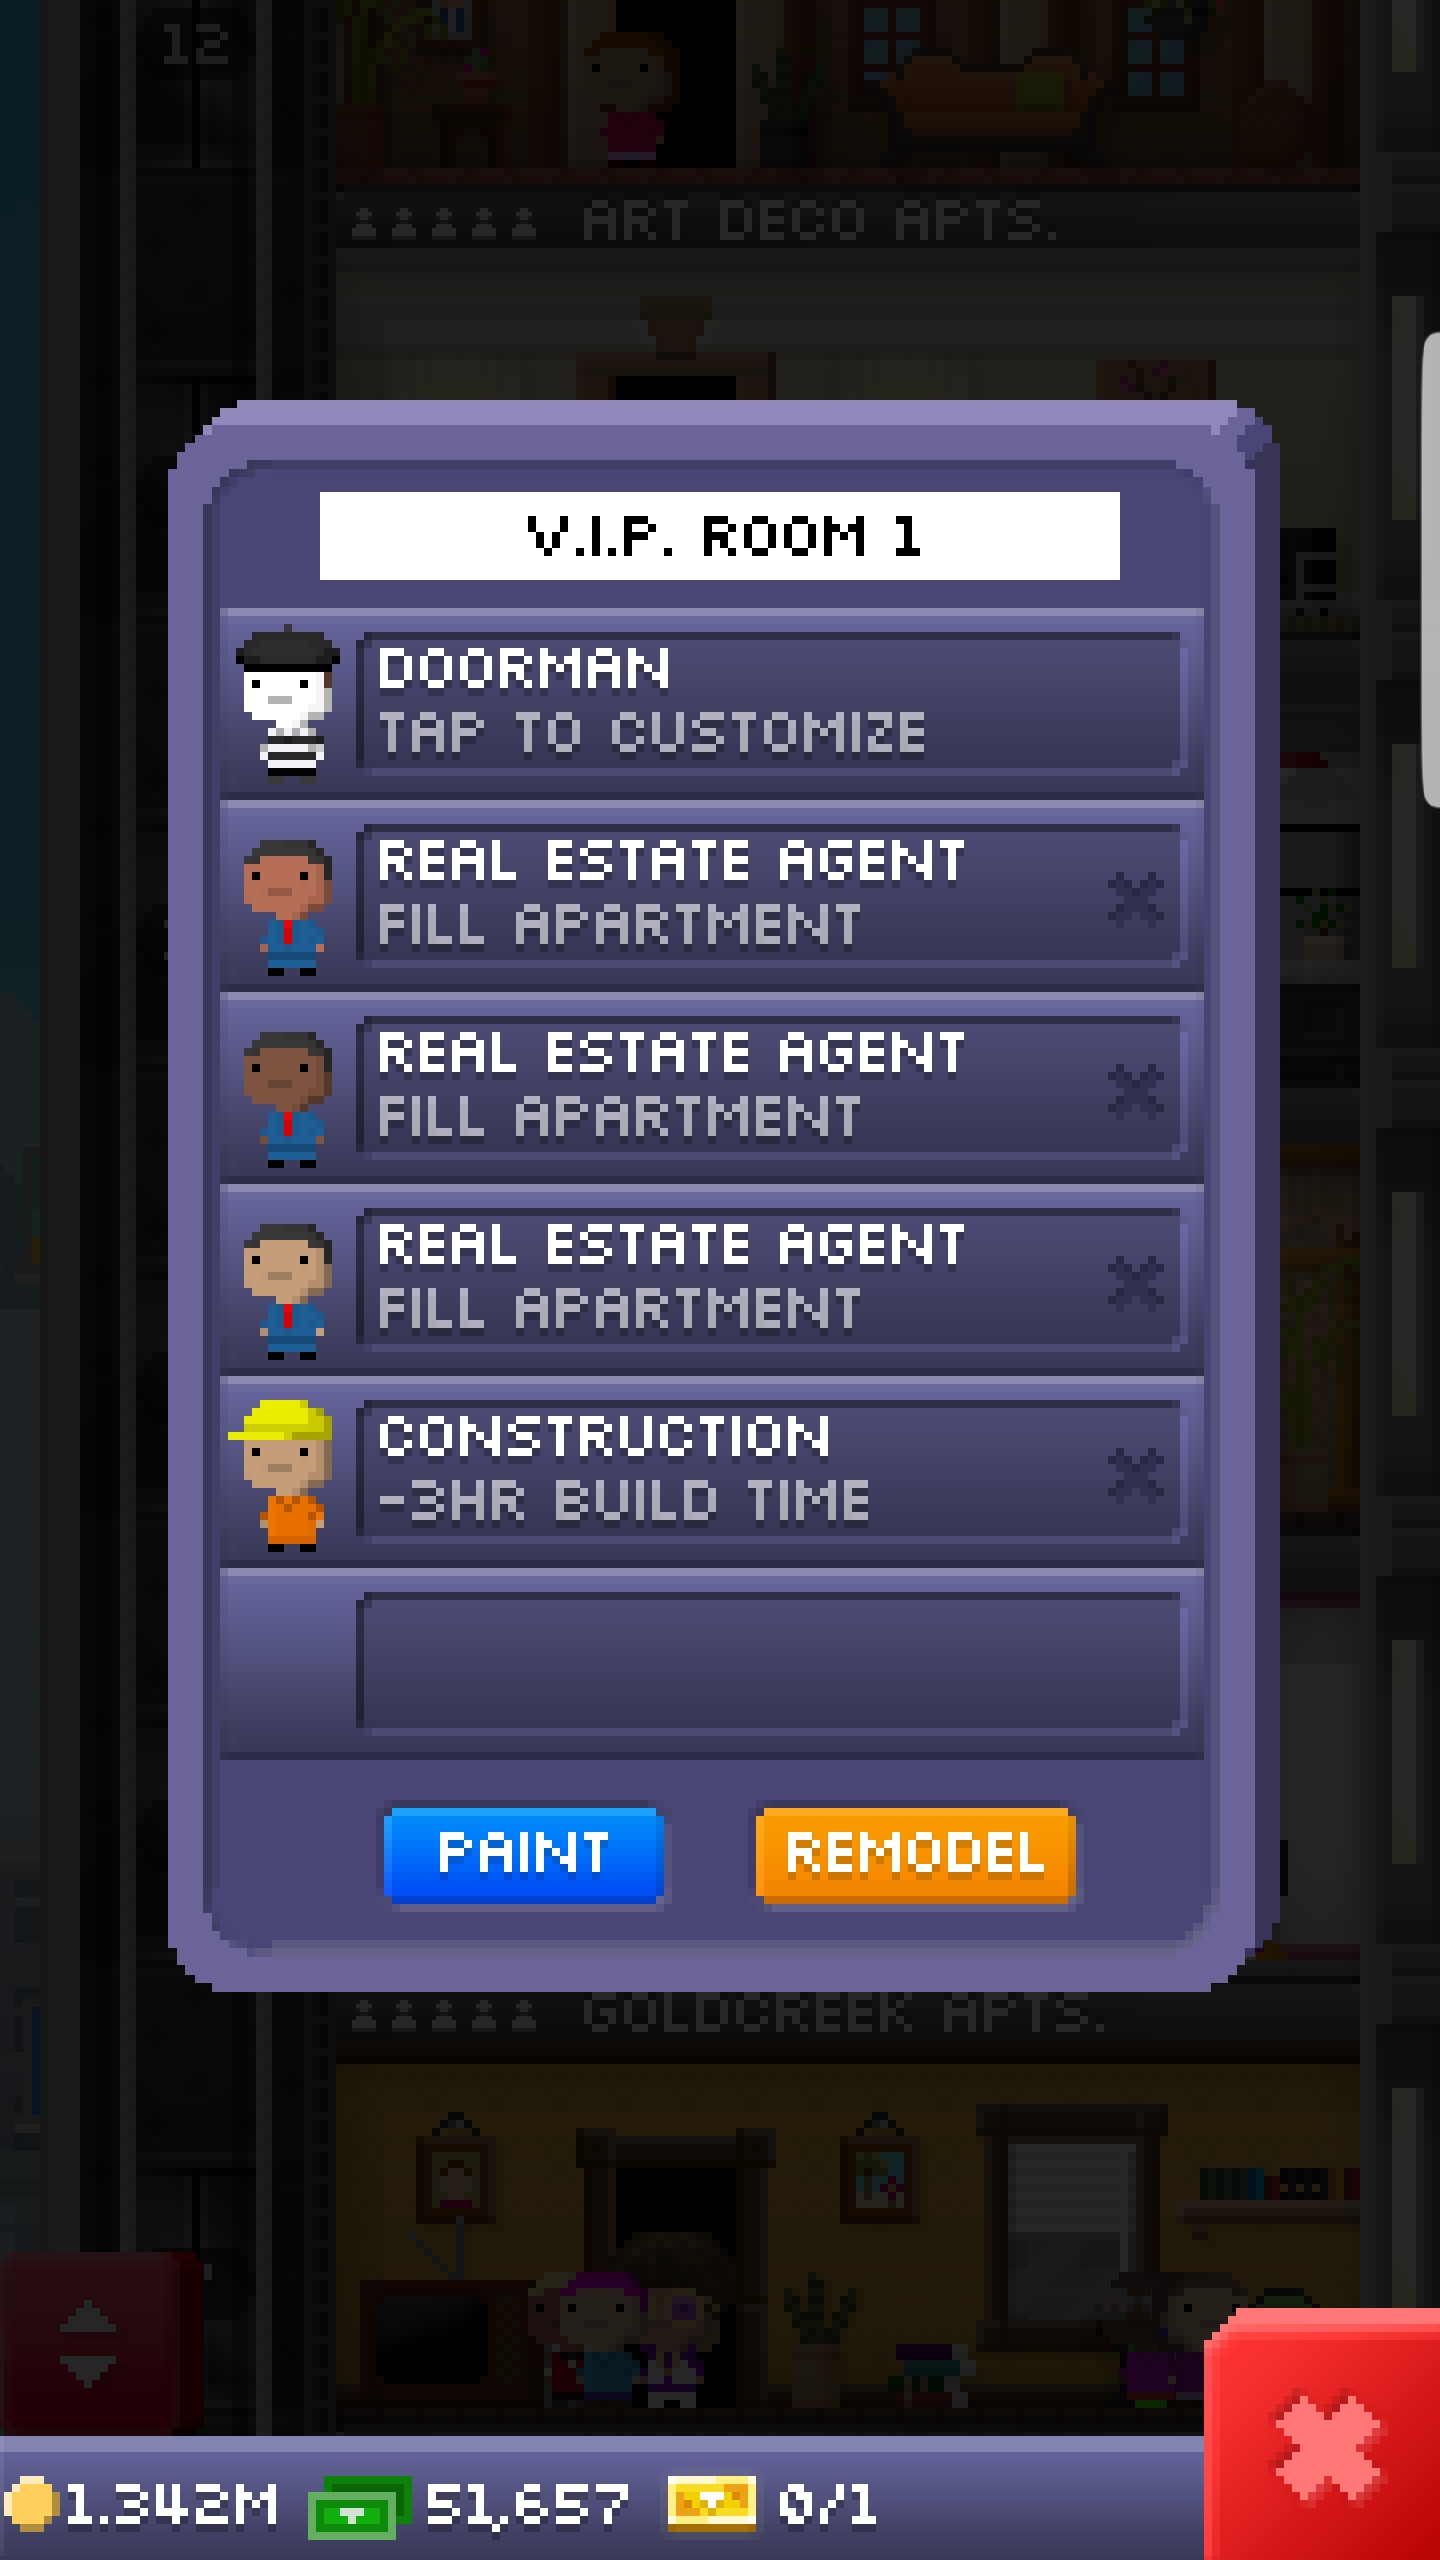 12
ART DECO APTS.
V.I.P. ROOM 1
DOORMAN
TAP TO CUSTOMIZE
REAL ESTATE AGENT
FILL APARTMENT
REAL ESTATE AGENT
FILL APARTMENT
REAL ESTATE AGENT
FILL APARTMENT
CONSTRUCTION
-3HR BUILD TIME
PAINT REMODEL
GOLDCREEK APTS.
1.342M 51,657 0/1